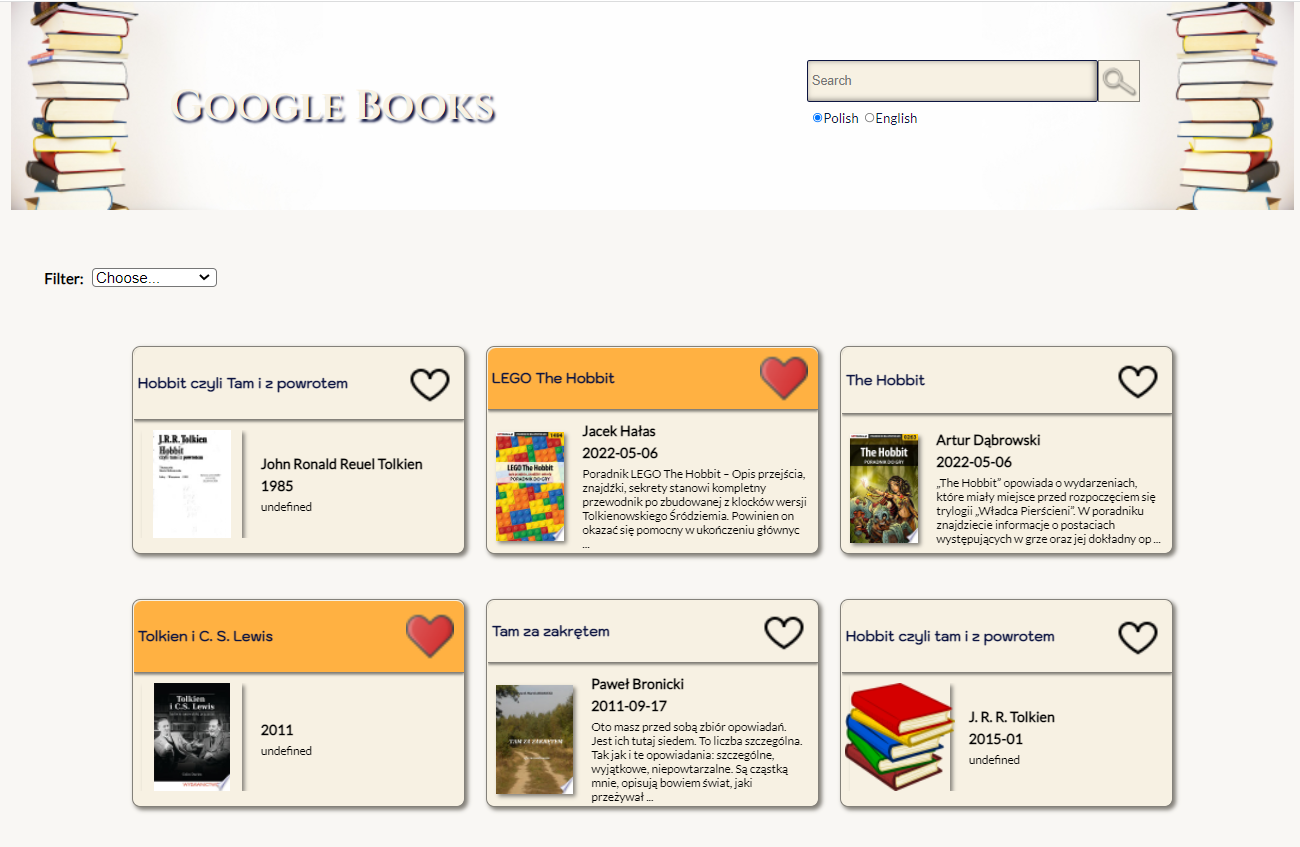 Google Books
Search
Polish English
Filter: Choose...
Hobbit czyli Tam i z powrotem
J.R.R. Tolkien
Hobbit
czyli tam i z powrotem
John Ronald Reuel Tolkien
1985
undefined
LEGO The Hobbit
LEGO The Hobbit
PORADNIK DO GRY
Jacek Hałas
2022-05-06
Poradnik LEGO The Hobbit – Opis przejścia,
znajdźki, sekrety stanowi kompletny
przewodnik po zbudowanej z klocków wersji
Tolkienowskiego Śródziemia. Powinien on
okazać się pomocny w ukończeniu głównyc
...
The Hobbit
The Hobbit
PORADNIK DO GRY
Artur Dąbrowski
2022-05-06
„The Hobbit” opowiada o wydarzeniach,
które miały miejsce przed rozpoczęciem się
trylogii „Władca Pierścieni”. W poradniku
znajdziecie informacje o postaciach
występujących w grze oraz jej dokładny op ...
Tolkien i C. S. Lewis
Tolkien
i C.S. Lewis
2011
undefined
Tam za zakrętem
TAM ZA ZAKRĘTEM
Paweł Bronicki
2011-09-17
Oto masz przed sobą zbiór opowiadań.
Jest ich tutaj siedem. To liczba szczególna.
Tak jak i te opowiadania: szczególne,
wyjątkowe, niepowtarzalne. Są cząstką
mnie, opisują bowiem świat, jaki
przeżywał ...
Hobbit czyli tam i z powrotem
J. R. R. Tolkien
2015-01
undefined